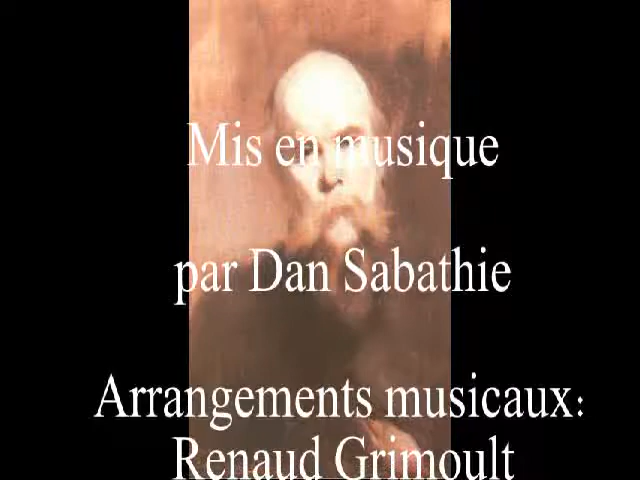 Mis en musique
par Dan Sabathie
Arrangements musicaux:
Renaud Grimoult